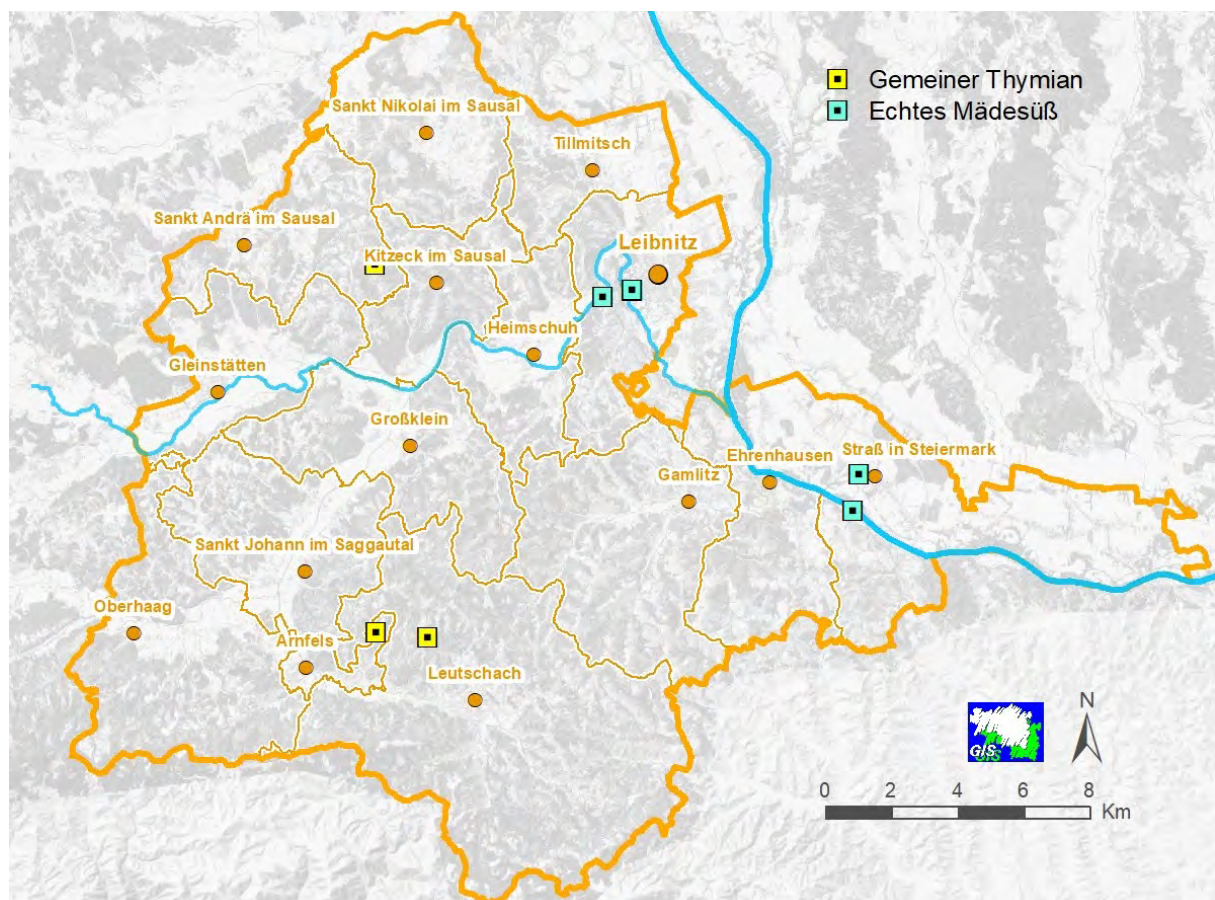 Gemeiner Thymian
Echtes Mädesüß
Sankt Nikolai im Sausal
Tillmitsch
Sankt Andrä im Sausal
Kitzeck im Sausal
Leibnitz
Heimschuh
Gleinstätten
Großklein
Ehrenhausen
Straß in Steiermark
Gamlitz
Sankt Johann im Saggautal
Oberhaag
Arnfels
Leutschach
N
GIS
GIS
0 2 4 6 8
Km